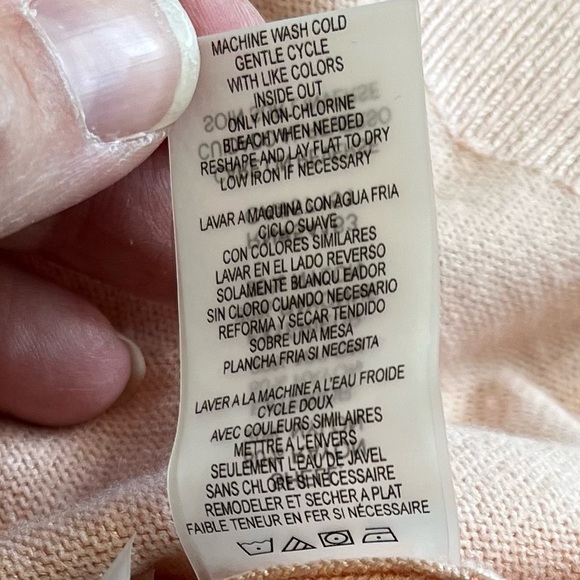 MACHINE WASH COLD
GENTLE CYCLE
WITH LIKE COLORS
INSIDE OUT
ONLY NON-CHLORINE
BLEACH WHEN NEEDED
RESHAPE AND LAY FLAT TO DRY
LOW IRON IF NECESSARY
LAVAR A MAQUINA CON AGUA FRIA
CICLO SUAVE
CON COLORES SIMILARES
LAVAR EN EL LADO REVERSO
SOLAMENTE BLANQU EADOR
SIN CLORO CUANDO NECESARIO
REFORMA Y SECAR TENDIDO
SOBRE UNA MESA
PLANCHA FRIA SI NECESITA
LAVER A LA MACHINE A L'EAU FROIDE
CYCLE DOUX
AVEC COULEURS SIMILAIRES
METTRE A L'ENVERS
SEULEMENT L'EAU DE JAVEL
SANS CHLORE SI NÉCESSAIRE
REMODELER ET SECHER A PLAT
FAIBLE TENEUR EN FER SI NÉCESSAIRE